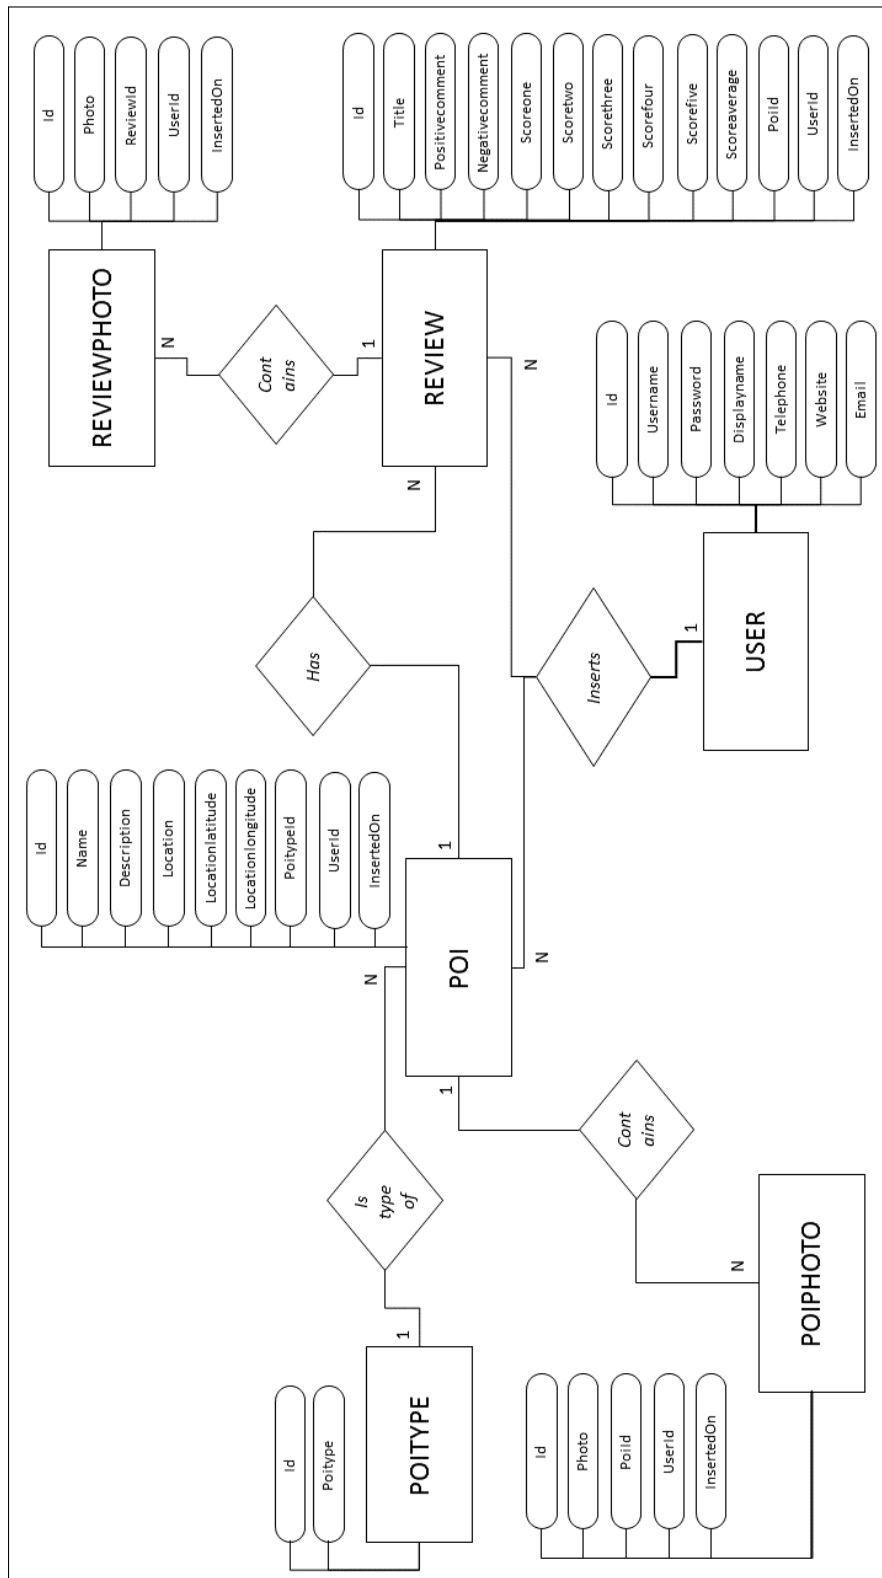 Id
Poitype
POITYPE
1
Is
type
of
N
Id
Name
Description
Location
Locationlatitude
Locationlongitude
PoitypeId
UserId
InsertedOn
POI
1
1
N
Has
N
Id
Photo
ReviewId
UserId
InsertedOn
REVIEWPHOTO
N
Cont
ains
1
Id
Title
Positivecomment
Negativecomment
Scoreone
Scoretwo
Scorethree
Scorefour
Scorefive
Scoreaverage
PoiId
UserId
InsertedOn
REVIEW
N
Inserts
1
Id
Username
Password
Displayname
Telephone
Website
Email
USER
Cont
ains
N
Id
Photo
PoiId
UserId
InsertedOn
POIPHOTO